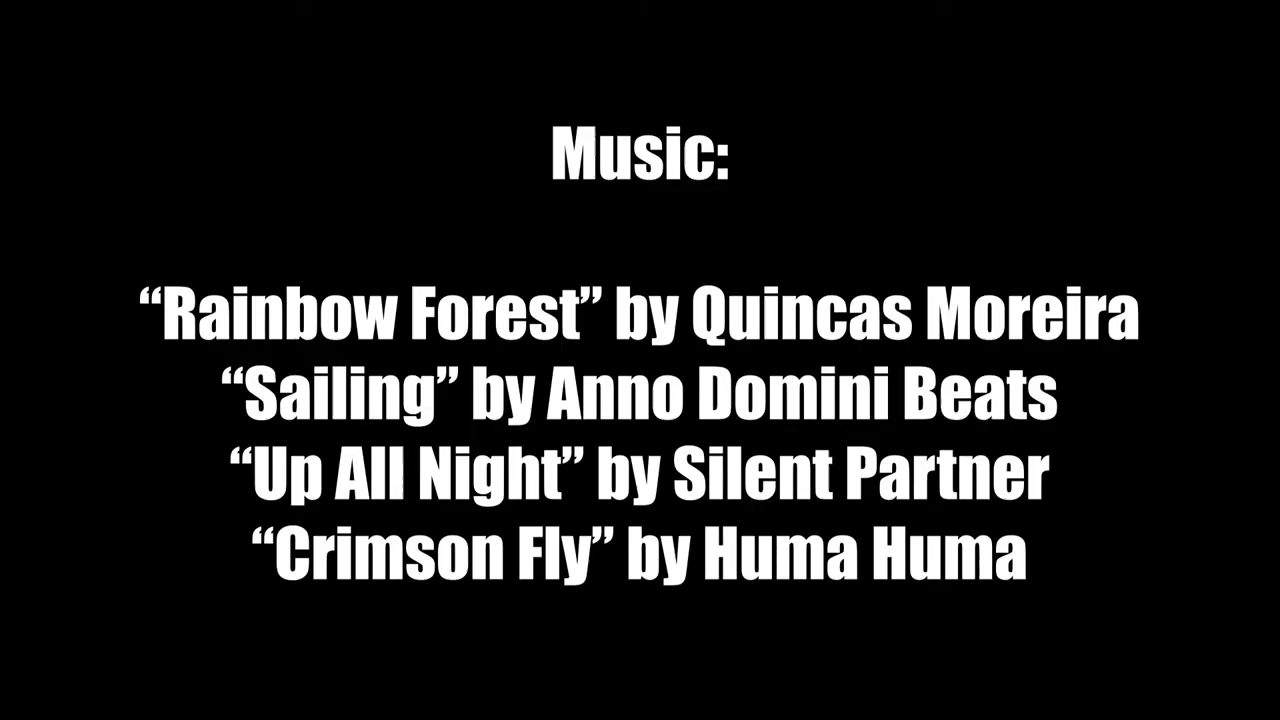 Music:
“Rainbow Forest” by Quincas Moreira
“Sailing” by Anno Domini Beats
“Up All Night” by Silent Partner
“Crimson Fly” by Huma Huma